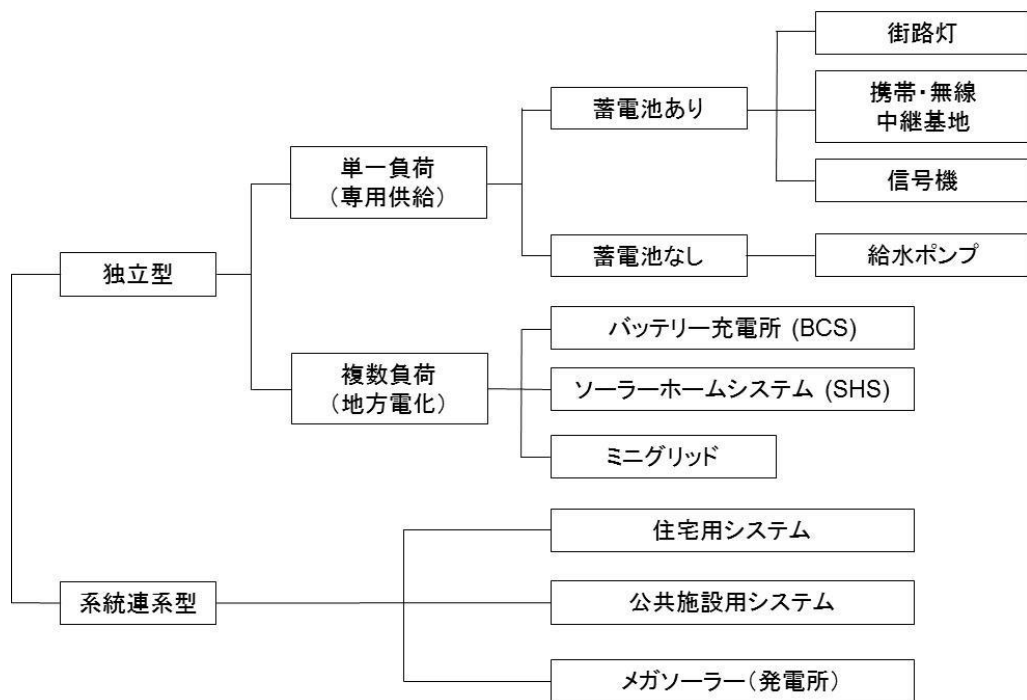 街路灯
携帯・無線
中継基地
信号機
蓄電池あり
単一負荷
（専用供給）
蓄電池なし
給水ポンプ
独立型
バッテリー充電所 (BCS)
複数負荷
（地方電化）
ソーラーホームシステム (SHS)
ミニグリッド
住宅用システム
系統連系型
公共施設用システム
メガソーラー（発電所）